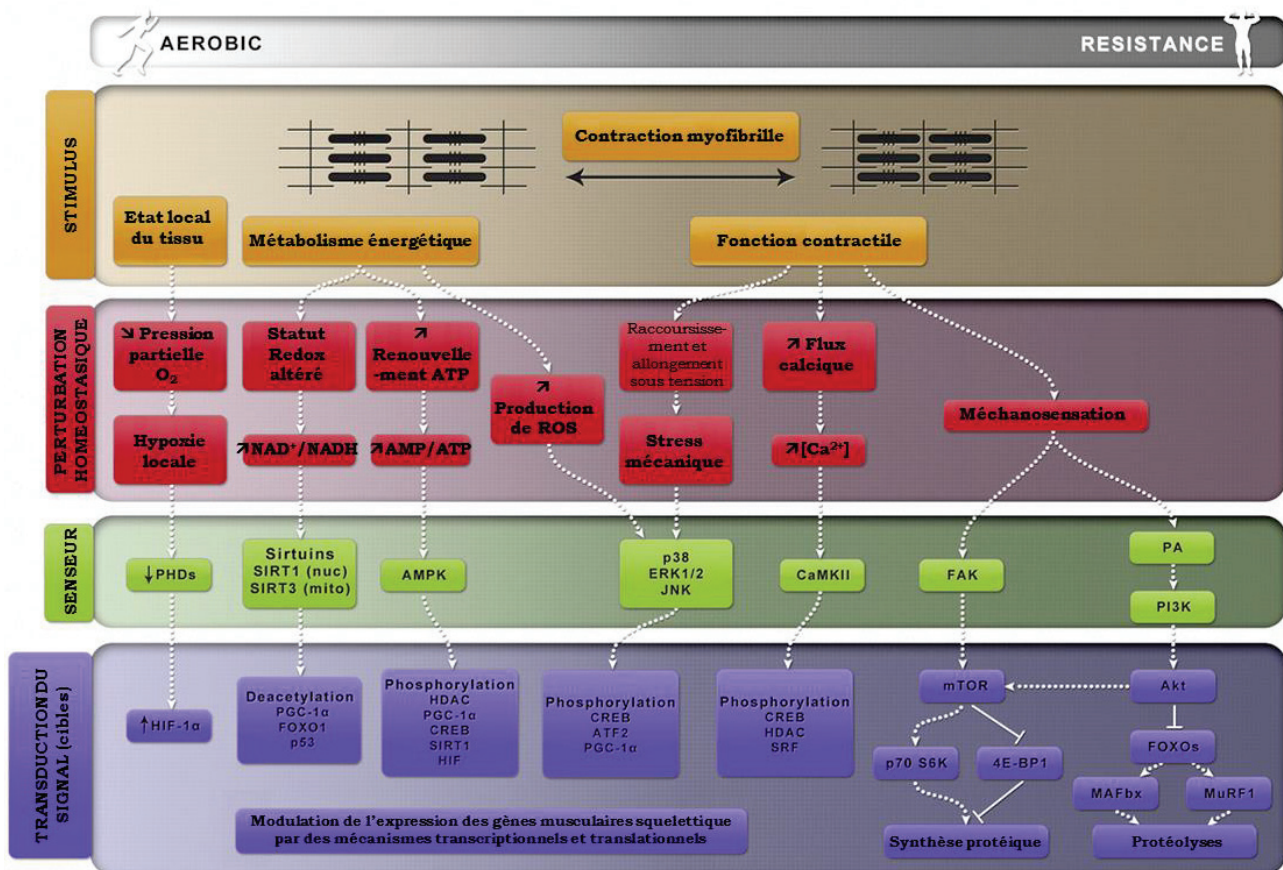 AEROBIC
RESISTANCE
STIMULUS
Contraction myofibrille
Etat local
du tissu
Métabolisme énergétique
Fonction contractile
PERTURBATION
HOMEOSTASIQUE
↘ Pression
partielle
O₂
Statut
Redox
altéré
↗
Renouvelle
-ment ATP
↗
Production
de ROS
Raccoursisse-
ment et
allongement
sous tension
↗ Flux
calcique
Méchanosensation
Hypoxie
locale
↗NAD⁺/NADH
↗AMP/ATP
Stress
mécanique
↗[Ca²⁺]
SENSEUR
↓PHDs
Sirtuins
SIRT1 (nuc)
SIRT3 (mito)
AMPK
p38
ERK1/2
JNK
CaMKII
FAK
PA
PI3K
TRANSDUCTION DU
SIGNAL (cibles)
↑HIF-1α
Deacetylation
PGC-1α
FOXO1
p53
Phosphorylation
HDAC
PGC-1α
CREB
SIRT1
HIF
Phosphorylation
CREB
ATF2
PGC-1α
Phosphorylation
CREB
HDAC
SRF
mTOR
Akt
p70 S6K
4E-BP1
FOXOs
MAFbx
MuRF1
Synthèse protéique
Protéolyses
Modulation de l'expression des gènes musculaires squelettique
par des mécanismes transcriptionnels et translationnels